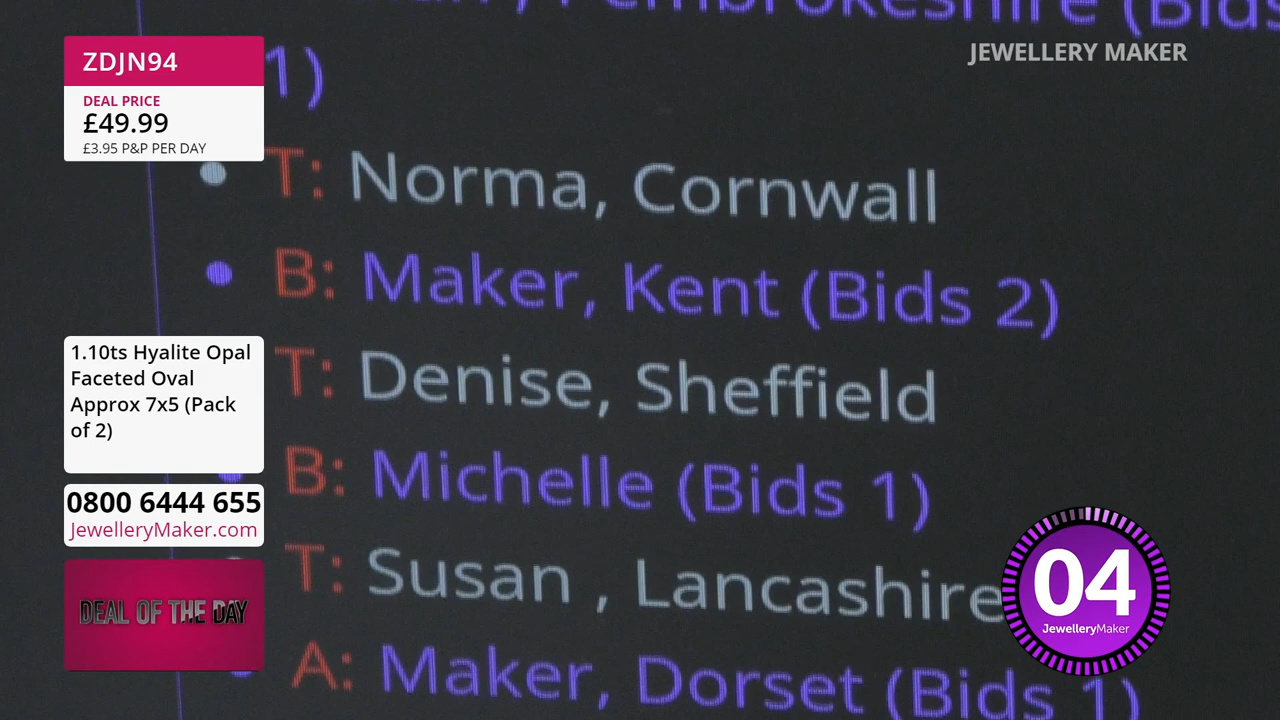 Pembrokeshire (Bids
1)
JEWELLERY MAKER
ZDJN94
DEAL PRICE
£49.99
£3.95 P&P PER DAY
T: Norma, Cornwall
B: Maker, Kent (Bids 2)
T: Denise, Sheffield
B: Michelle (Bids 1)
T: Susan , Lancashire
A: Maker, Dorset (Bids 1)
1.10ts Hyalite Opal
Faceted Oval
Approx 7x5 (Pack
of 2)
0800 6444 655
JewelleryMaker.com
DEAL OF THE DAY
04
JewelleryMaker